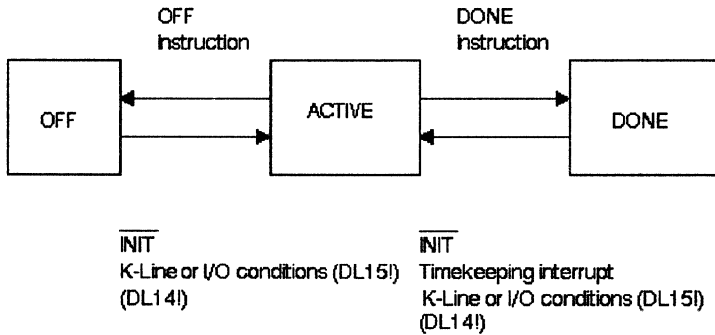 OFF
instruction
DONE
instruction
OFF
ACTIVE
DONE
INIT
K-Line or I/O conditions (DL15!)
(DL14!)
INIT
Timekeeping interrupt
K-Line or I/O conditions (DL15!)
(DL14!)